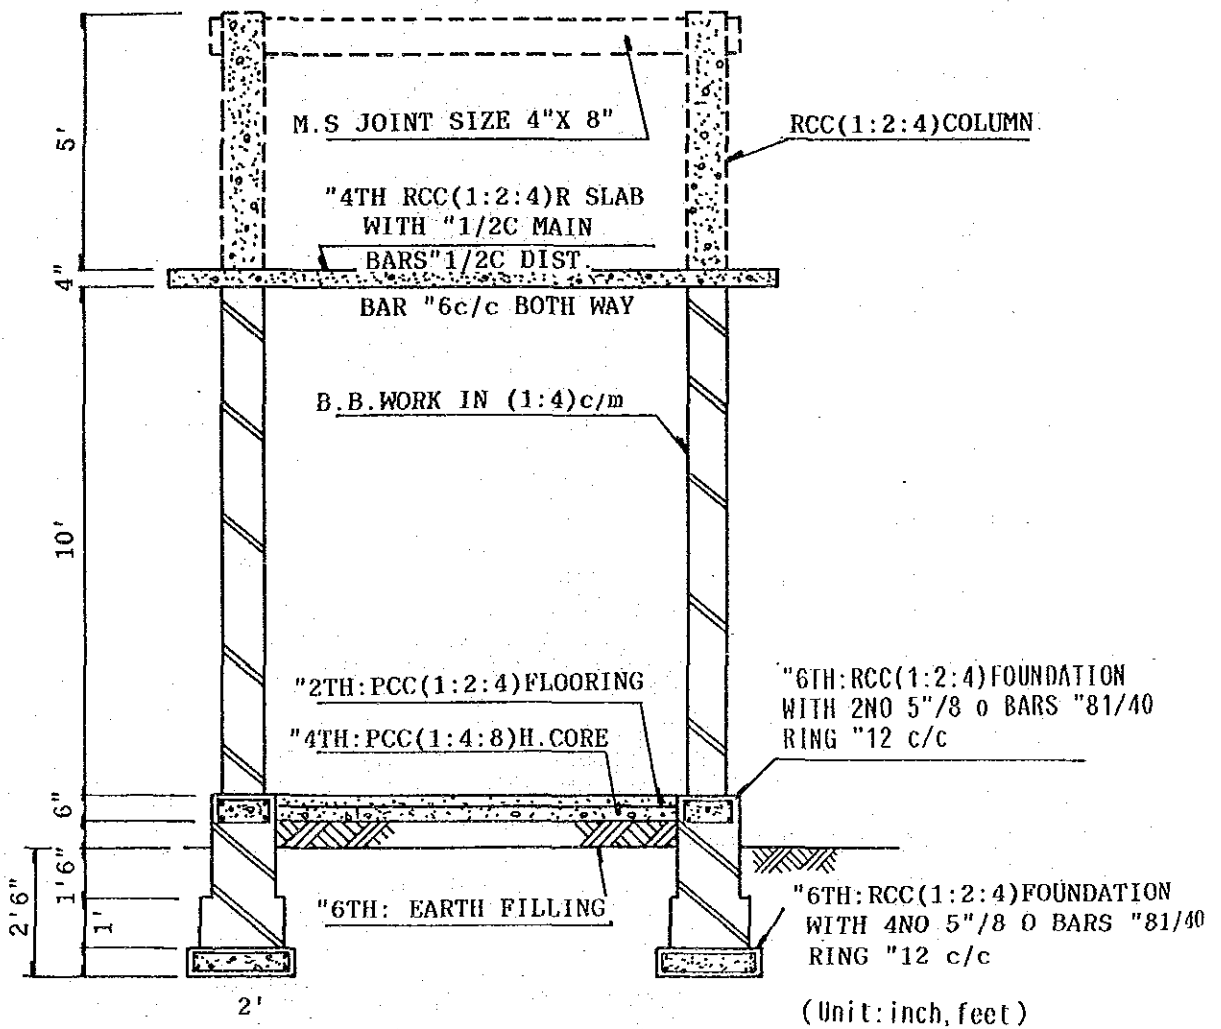 5'
M.S JOINT SIZE 4"X 8"
RCC(1:2:4)COLUMN
"4TH RCC(1:2:4)R SLAB
WITH "1/2C MAIN
BARS"1/2C DIST.
BAR "6c/c BOTH WAY
4"
B.B.WORK IN (1:4)c/m
10'
"2TH:PCC(1:2:4)FLOORING
"4TH:PCC(1:4:8)H.CORE
"6TH:RCC(1:2:4)FOUNDATION
WITH 2NO 5"/8 o BARS "81/40
RING "12 c/c
6"
1'6"
2'6"
1'
"6TH: EARTH FILLING
"6TH:RCC(1:2:4)FOUNDATION
WITH 4NO 5"/8 O BARS "81/40
RING "12 c/c
2'
(Unit:inch,feet)